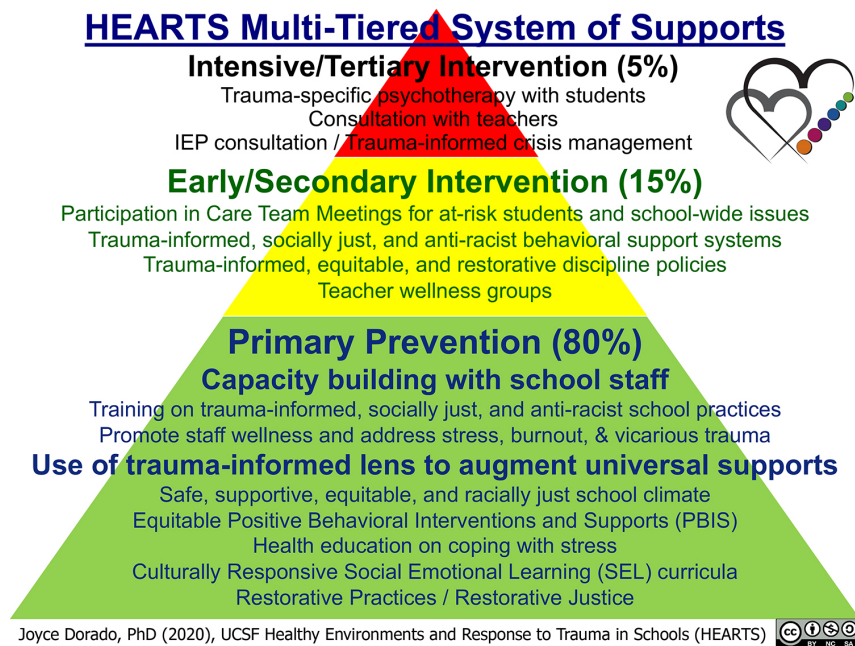 HEARTS Multi-Tiered System of Supports
Intensive/Tertiary Intervention (5%)
Trauma-specific psychotherapy with students
Consultation with teachers
IEP consultation / Trauma-informed crisis management
Early/Secondary Intervention (15%)
Participation in Care Team Meetings for at-risk students and school-wide issues
Trauma-informed, socially just, and anti-racist behavioral support systems
Trauma-informed, equitable, and restorative discipline policies
Teacher wellness groups
Primary Prevention (80%)
Capacity building with school staff
Training on trauma-informed, socially just, and anti-racist school practices
Promote staff wellness and address stress, burnout, & vicarious trauma
Use of trauma-informed lens to augment universal supports
Safe, supportive, equitable, and racially just school climate
Equitable Positive Behavioral Interventions and Supports (PBIS)
Health education on coping with stress
Culturally Responsive Social Emotional Learning (SEL) curricula
Restorative Practices / Restorative Justice
Joyce Dorado, PhD (2020), UCSF Healthy Environments and Response to Trauma in Schools (HEARTS)
cc
BY NC SA